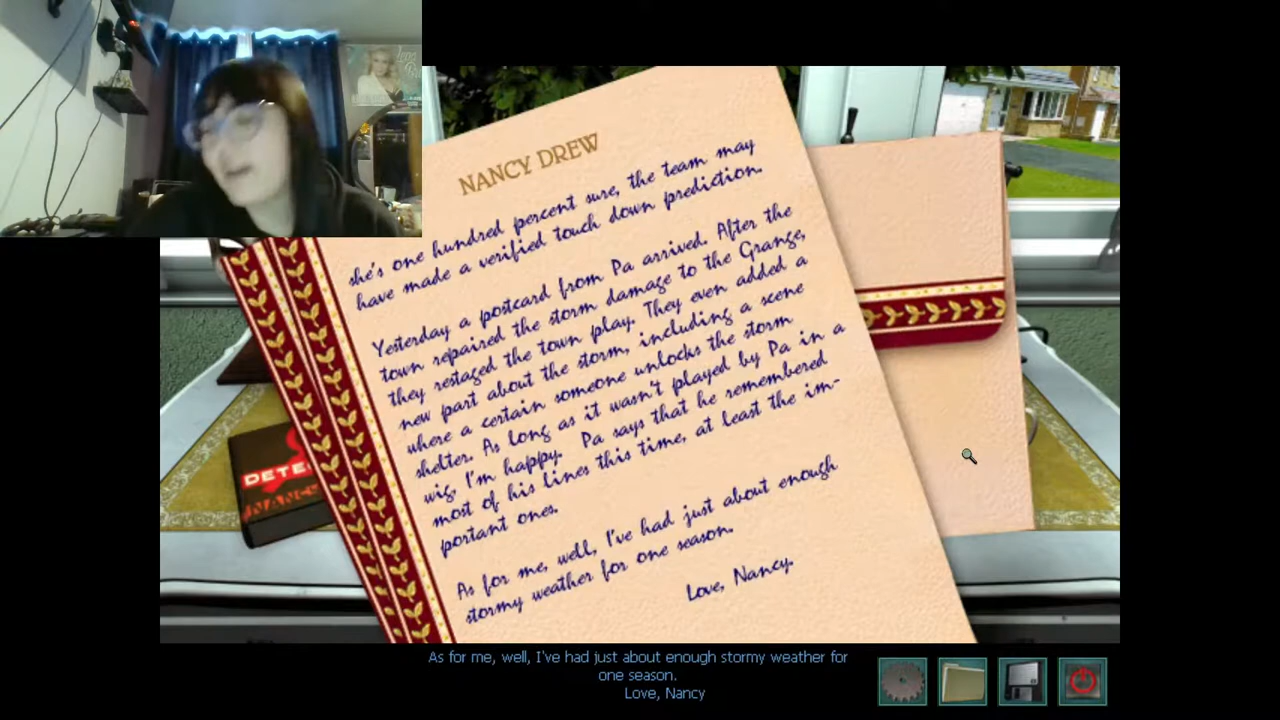 NANCY DREW
she's one hundred percent sure, the team may
have made a verified touch down prediction.
Yesterday a postcard from Pa arrived. After the
town repaired the storm damage to the Grange,
they restaged the town play. They even added a
new part about the storm, including a scene
where a certain someone unlocks the storm
shelter. As long as it wasn't played by Pa in a
wig, I'm happy. Pa says that he remembered
most of his lines this time, at least the im-
portant ones.
As for me, well, I've had just about enough
stormy weather for one season.
Love, Nancy.
As for me, well, I've had just about enough stormy weather for
one season.
Love, Nancy